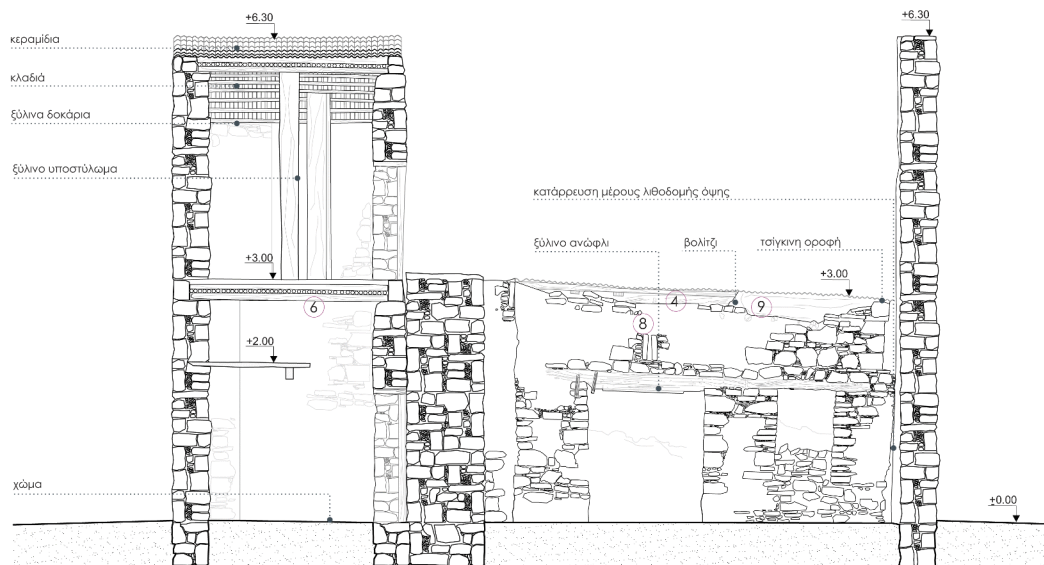 +6.30
+6.30
κεραμίδια
κλαδιά
ξύλινα δοκάρια
ξύλινο υποστύλωμα
κατάρρευση μέρους λιθοδομής όψης
ξύλινο ανώφλι
βολίτζι
τσίγκινη οροφή
+3.00
+3.00
6
4
9
8
+2.00
χώμα
+0.00